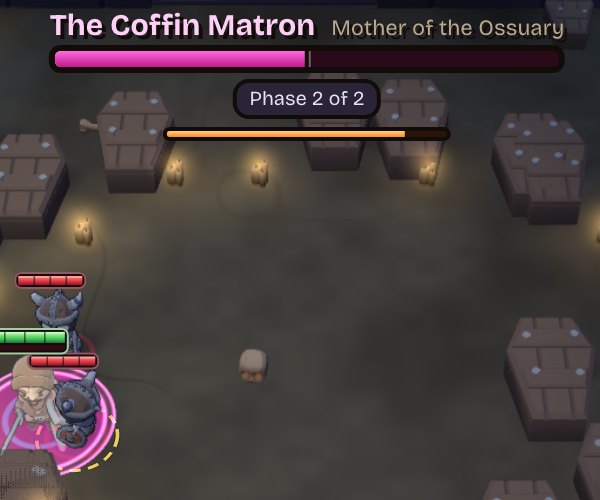 The Coffin Matron Mother of the Ossuary
Phase 2 of 2